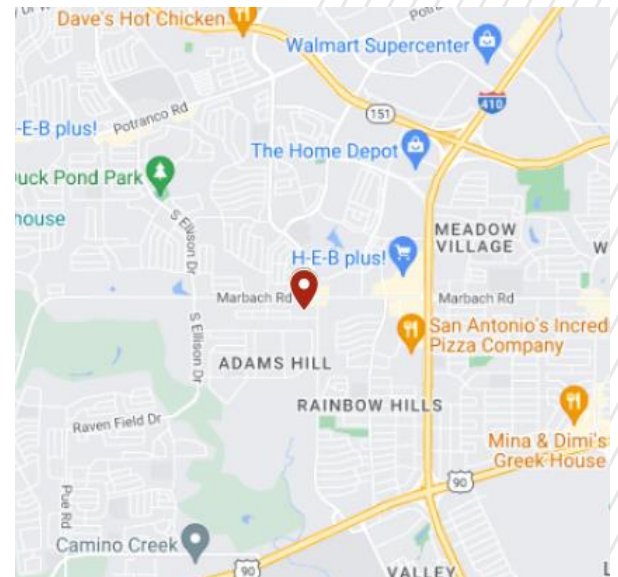 Dave's Hot Chicken
Walmart Supercenter
410
151
-E-B plus!
Potranco Rd
The Home Depot
uck Pond Park
house
S Ellison Dr
MEADOW
VILLAGE
W
H-E-B plus!
Marbach Rd
Marbach Rd
S Ellison Dr
San Antonio's Incred
Pizza Company
ADAMS HILL
RAINBOW HILLS
Raven Field Dr
Mina & Dimi's
Greek House
90
Pue Rd
Camino Creek
90
VALLEY
L